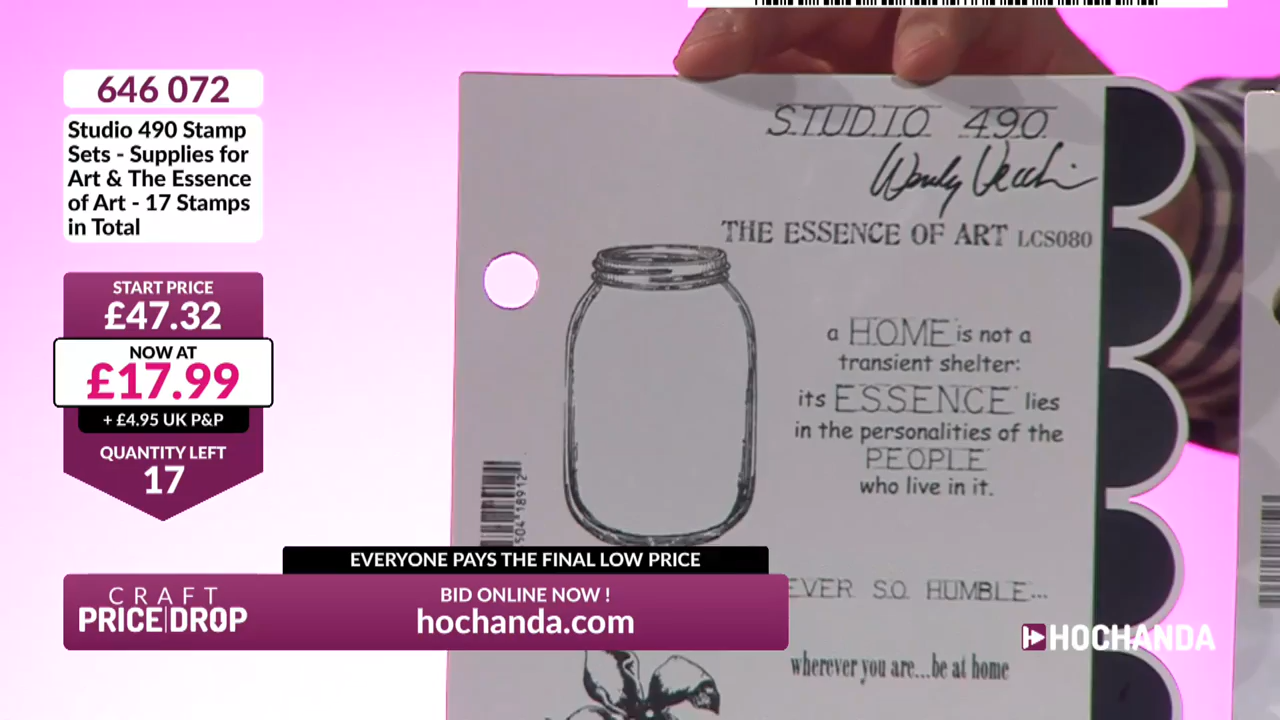 646 072
Studio 490 Stamp
Sets - Supplies for
Art & The Essence
of Art - 17 Stamps
in Total
START PRICE
£47.32
NOW AT
£17.99
+ £4.95 UK P&P
QUANTITY LEFT
17
STUDIO 490
Wendy Vecchi
THE ESSENCE OF ART LCS080
a HOME is not a
transient shelter:
its ESSENCE lies
in the personalities of the
PEOPLE
who live in it.
EVER SO HUMBLE...
wherever you are...be at home
504 18912
EVERYONE PAYS THE FINAL LOW PRICE
CRAFT
PRICE DROP
BID ONLINE NOW !
hochanda.com
HOCHANDA